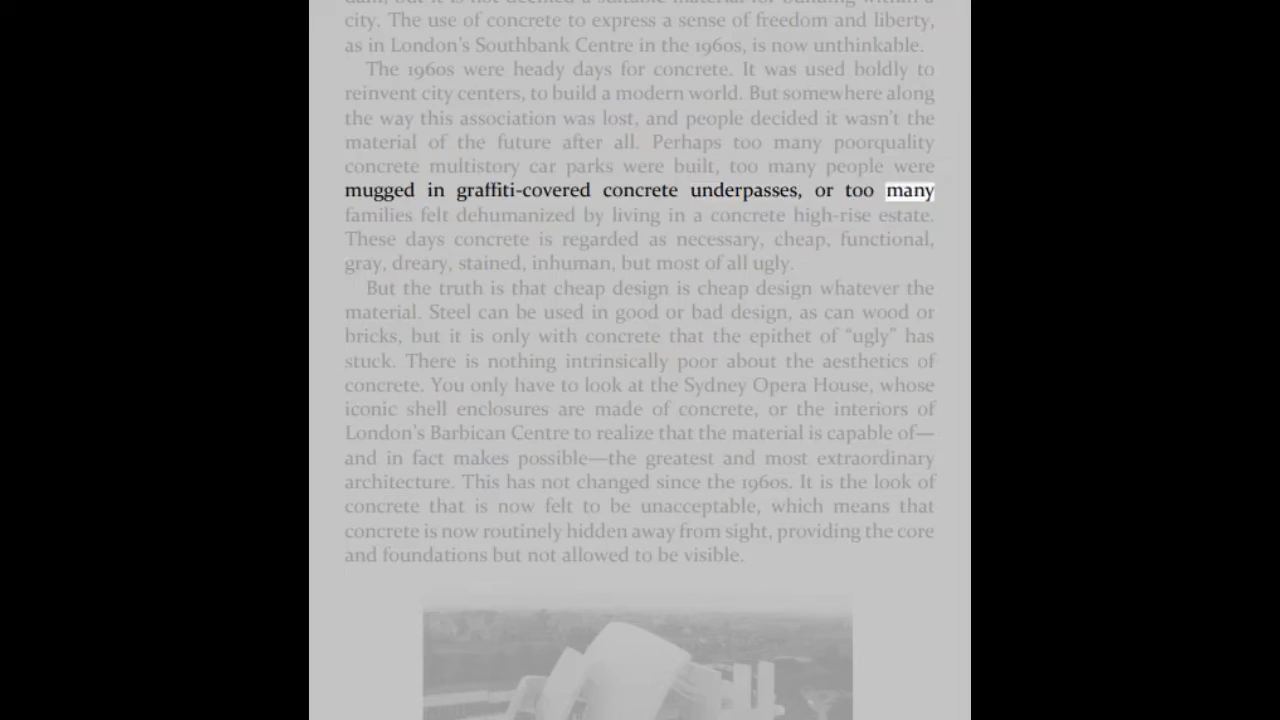 dam, but it is not deemed a suitable material for building within a
city. The use of concrete to express a sense of freedom and liberty,
as in London's Southbank Centre in the 1960s, is now unthinkable.
The 1960s were heady days for concrete. It was used boldly to
reinvent city centers, to build a modern world. But somewhere along
the way this association was lost, and people decided it wasn't the
material of the future after all. Perhaps too many poorquality
concrete multistory car parks were built, too many people were
mugged in graffiti-covered concrete underpasses, or too many
families felt dehumanized by living in a concrete high-rise estate.
These days concrete is regarded as necessary, cheap, functional,
gray, dreary, stained, inhuman, but most of all ugly.
But the truth is that cheap design is cheap design whatever the
material. Steel can be used in good or bad design, as can wood or
bricks, but it is only with concrete that the epithet of “ugly” has
stuck. There is nothing intrinsically poor about the aesthetics of
concrete. You only have to look at the Sydney Opera House, whose
iconic shell enclosures are made of concrete, or the interiors of
London's Barbican Centre to realize that the material is capable of—
and in fact makes possible—the greatest and most extraordinary
architecture. This has not changed since the 1960s. It is the look of
concrete that is now felt to be unacceptable, which means that
concrete is now routinely hidden away from sight, providing the core
and foundations but not allowed to be visible.